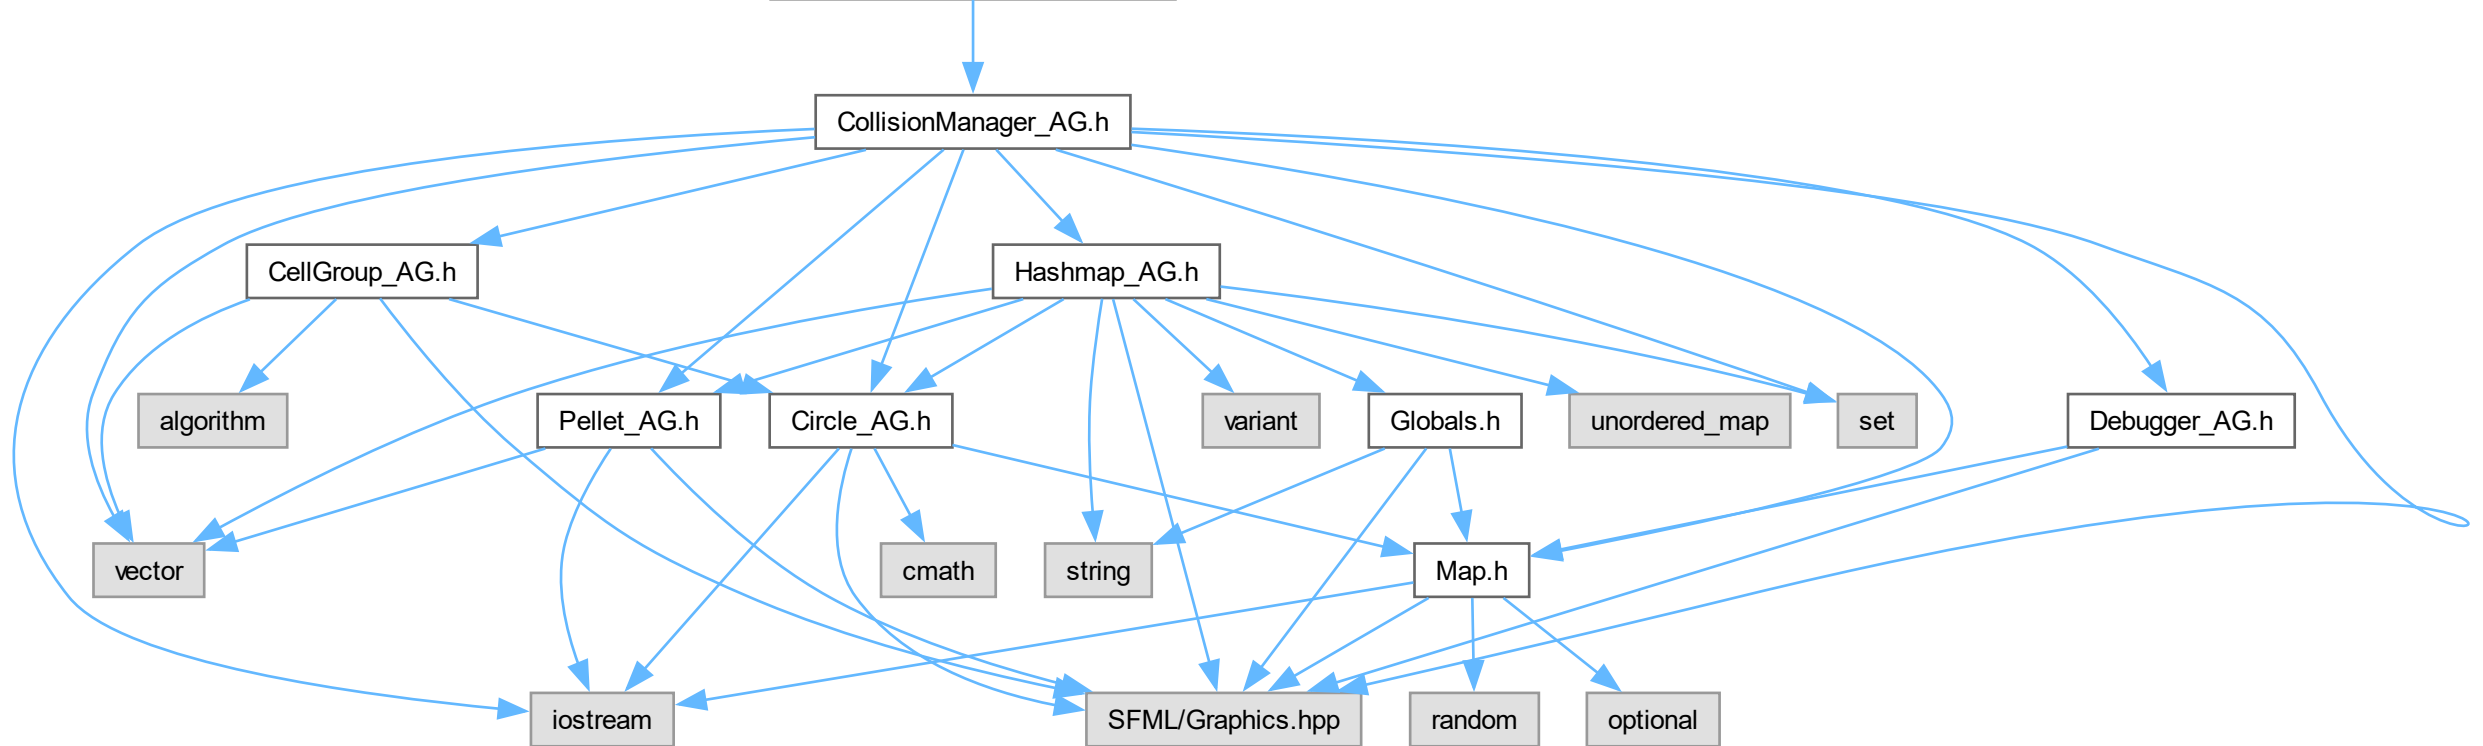 CollisionManager_AG.h
CellGroup_AG.h
Hashmap_AG.h
algorithm
Pellet_AG.h
Circle_AG.h
variant
Globals.h
unordered_map
set
Debugger_AG.h
vector
cmath
string
Map.h
iostream
SFML/Graphics.hpp
random
optional